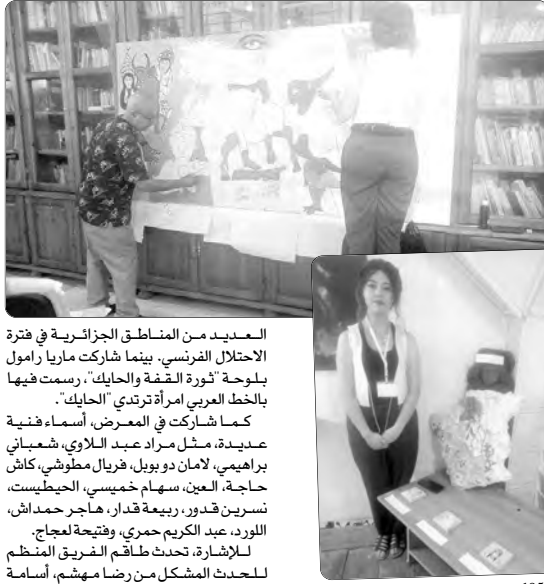 العديد من المناطق الجزائرية في فترة
الاحتلال الفرنسي. بينما شاركت ماريا رامول
بلوحة "ثورة القفة والحايك"، رسمت فيها
بالخط العربي امرأة ترتدي "الحايك".
كما شاركت في المعرض، أسماء فنية
عديدة، مثل مراد عبد اللاوي، شعباني
براهيمي، لامان دو بوبل، فريال مطوشي، كاش
حاجة، العين، سهام خميسي، الحيطيست،
نسرين قدور، ربيعة قدار، هاجر حمداش،
اللورد، عبد الكريم حمري، وفتيحة لعجاج.
للإشارة، تحدث طاقم الفريق المنظم
للحدث المشكل من رضا مهشم، أسامة